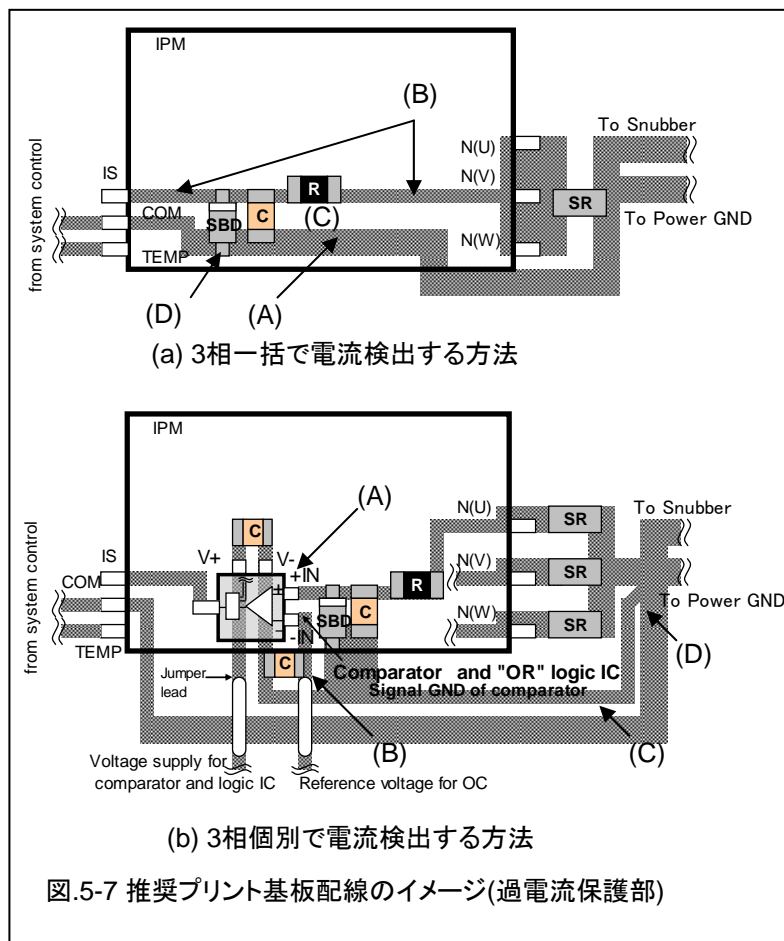 IPM
(B)
To Snubber
N(U)
IS
N(V)
R
COM
C
(C)
SBD
SR
To Power GND
TEMP
N(W)
from system control
(D)
(A)
(a) 3相一括で電流検出する方法
IPM
(A)
C
N(U)
SR
To Snubber
IS
V+
V-
+IN
COM
R
N(V)
SR
+
−
SBD
C
To Power GND
-IN
N(W)
SR
(D)
TEMP
from system control
C
Comparator and "OR" logic IC
Signal GND of comparator
Jumper
lead
(B)
(C)
Voltage supply for
comparator and logic IC
Reference voltage for OC
(b) 3相個別で電流検出する方法
図.5-7 推奨プリント基板配線のイメージ(過電流保護部)